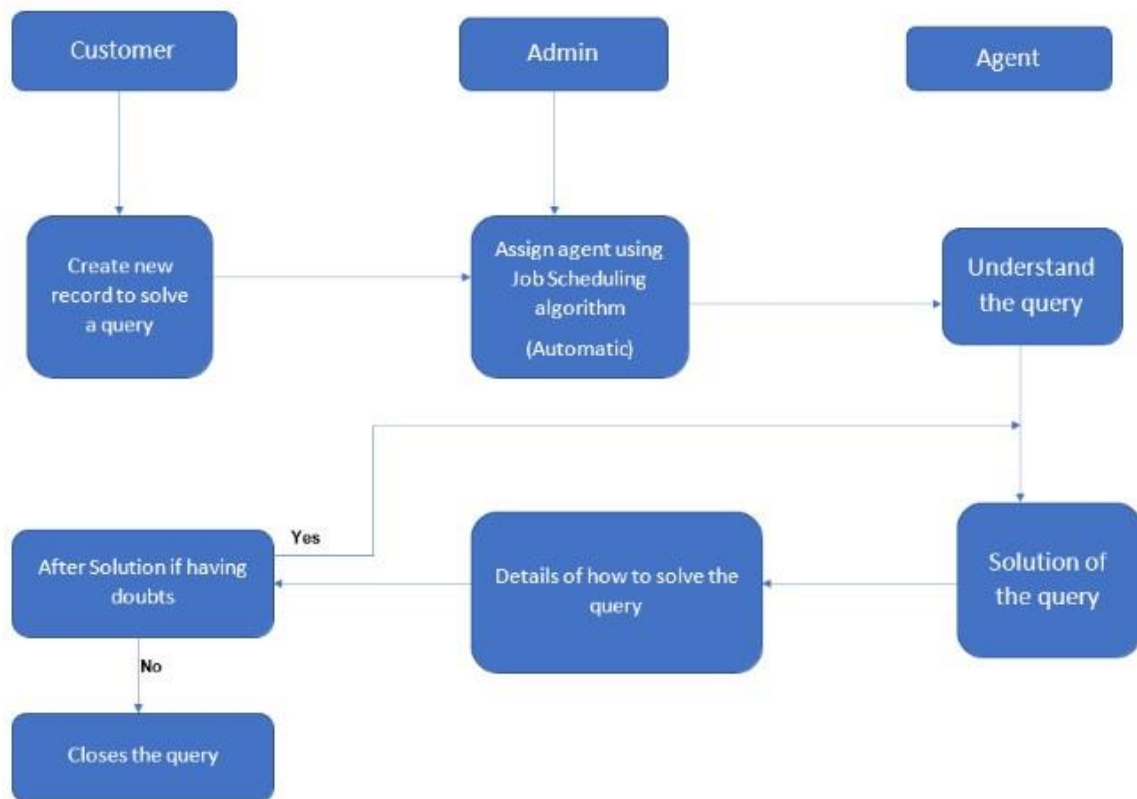 Customer
Admin
Agent
Create new
record to solve
a query
Assign agent using
Job Scheduling
algorithm
(Automatic)
Understand
the query
Yes
After Solution if having
doubts
Details of how to solve the
query
Solution of
the query
No
Closes the query